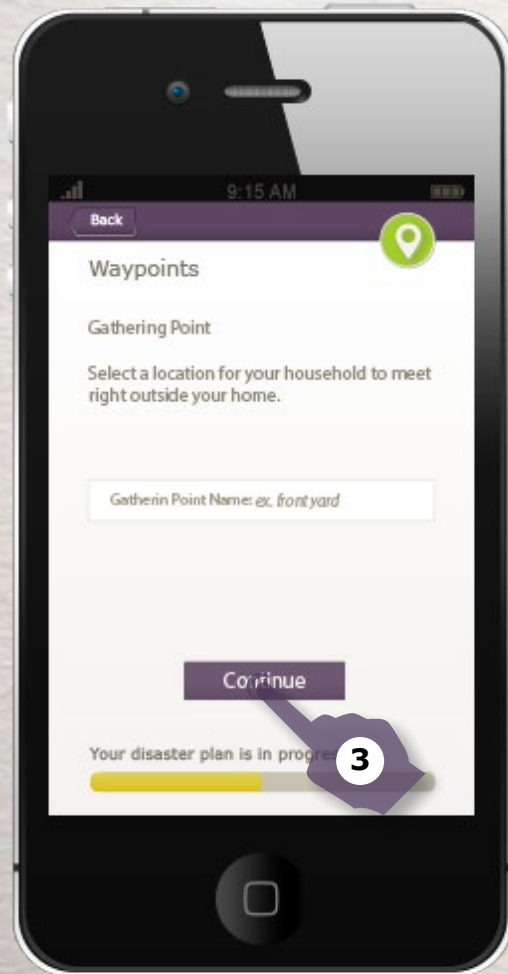 9:15 AM
Back
Waypoints
Gathering Point
Select a location for your household to meet
right outside your home.
Gatherin Point Name: ex. front yard
Continue
Your disaster plan is in
3